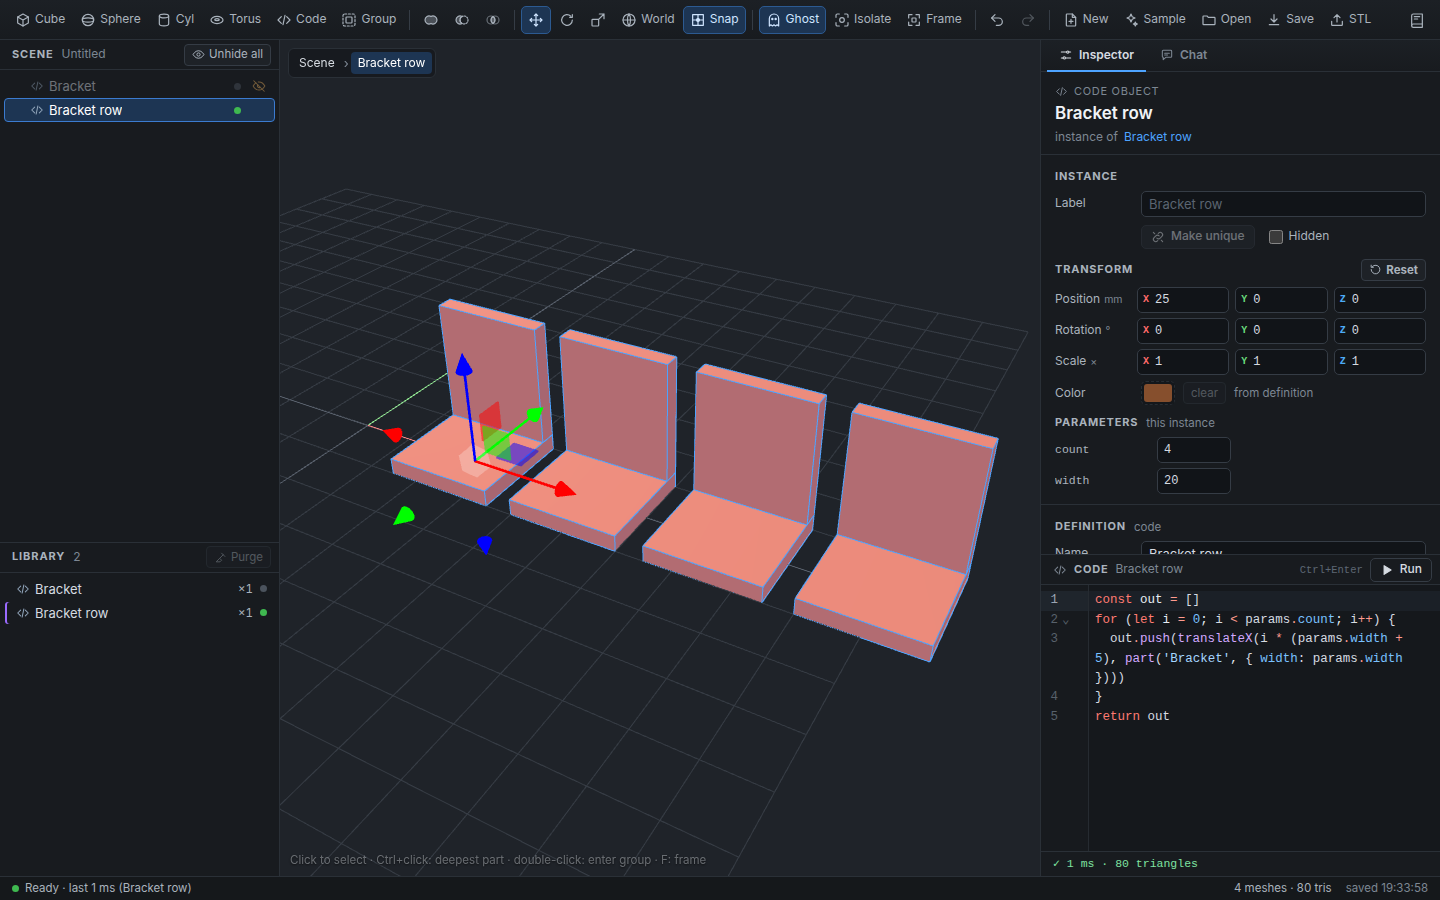 Cube Sphere Cyl Torus Code Group World Snap Ghost Isolate Frame New Sample Open Save STL
SCENE Untitled Unhide all
Bracket
Bracket row
Scene › Bracket row
Click to select · Ctrl+click: deepest part · double-click: enter group · F: frame
LIBRARY 2 Purge
Bracket ×1
Bracket row ×1
Inspector Chat
CODE OBJECT
Bracket row
instance of Bracket row
INSTANCE
Label Bracket row
Make unique Hidden
TRANSFORM Reset
Position mm X 25 Y 0 Z 0
Rotation ° X 0 Y 0 Z 0
Scale × X 1 Y 1 Z 1
Color clear from definition
PARAMETERS this instance
count 4
width 20
DEFINITION code
Name Bracket row
CODE Bracket row Ctrl+Enter Run
1 const out = []
2 for (let i = 0; i < params.count; i++) {
3 out.push(translateX(i * (params.width +
5), part('Bracket', { width: params.width
})))
4 }
5 return out
✓ 1 ms · 80 triangles
Ready · last 1 ms (Bracket row) 4 meshes · 80 tris saved 19:33:58